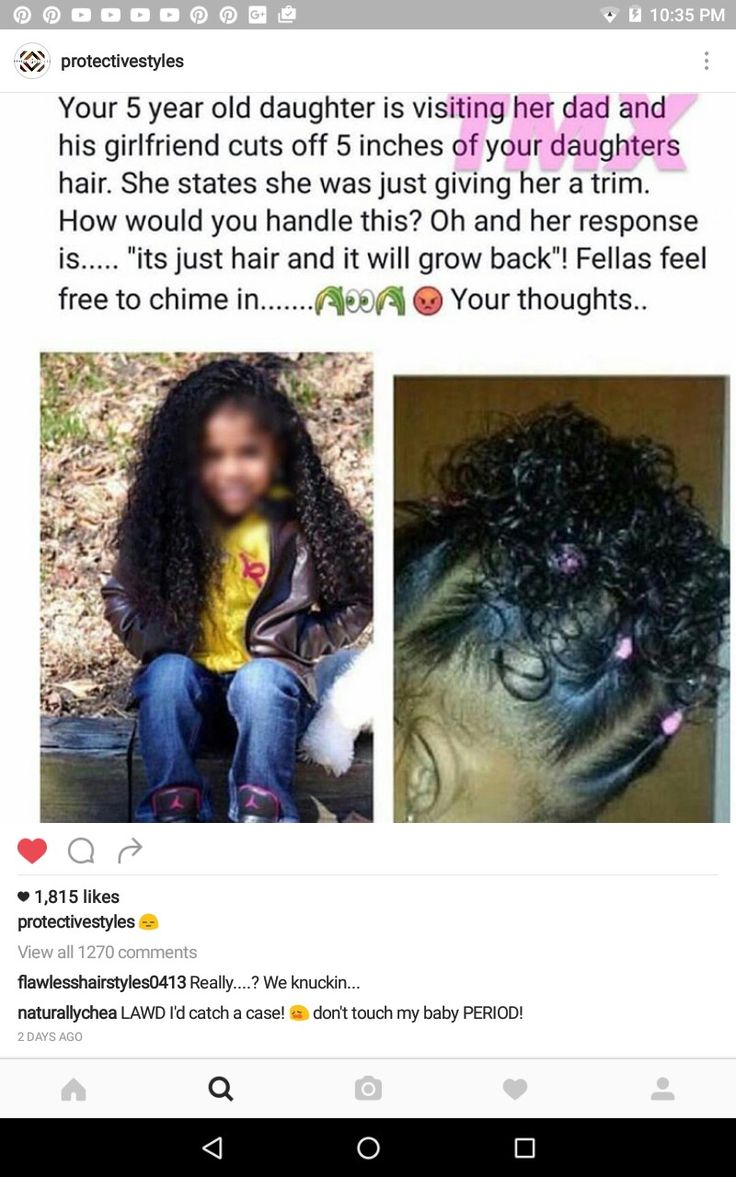 10:35 PM
protectivestyles
TMX
Your 5 year old daughter is visiting her dad and
his girlfriend cuts off 5 inches of your daughters
hair. She states she was just giving her a trim.
How would you handle this? Oh and her response
is..... "its just hair and it will grow back"! Fellas feel
free to chime in.......🌾👀🌾😡 Your thoughts..
1,815 likes
protectivestyles 😑
View all 1270 comments
flawlesshairstyles0413 Really....? We knuckin...
naturallychea LAWD I'd catch a case! 😩 don't touch my baby PERIOD!
2 DAYS AGO